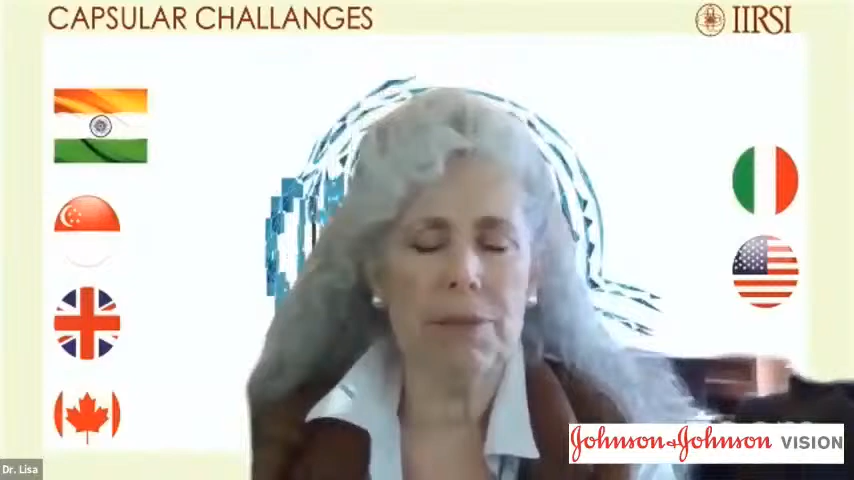 CAPSULAR CHALLANGES
IIRSI
Johnson & Johnson VISION
Dr. Lisa